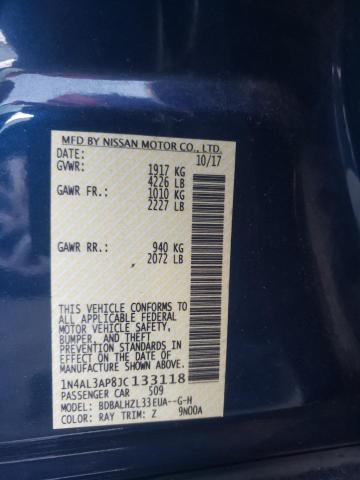 MFD BY NISSAN MOTOR CO., LTD.
DATE: 10/17
GVWR: 1917 KG
4226 LB
GAWR FR: 1010 KG
2227 LB
GAWR RR: 940 KG
2072 LB
THIS VEHICLE CONFORMS TO
ALL APPLICABLE FEDERAL
MOTOR VEHICLE SAFETY,
BUMPER, AND THEFT
PREVENTION STANDARDS IN
EFFECT ON THE DATE OF
MANUFACTURE SHOWN ABOVE.
1N4AL3AP8JC133118
PASSENGER CAR 509
MODEL: BDBALHZL33EUA--G-H
COLOR: RAY TRIM: Z 9N00A